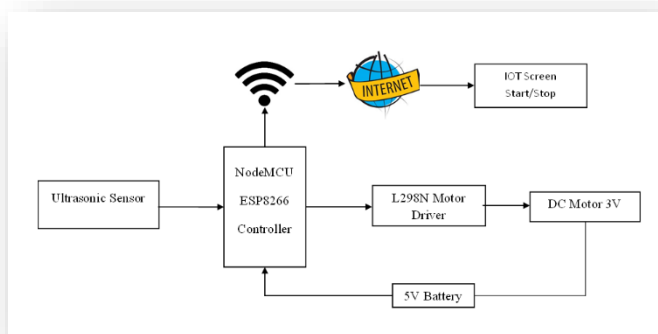 INTERNET
IOT Screen
Start/Stop
Ultrasonic Sensor
NodeMCU
ESP8266
Controller
L298N Motor
Driver
DC Motor 3V
5V Battery